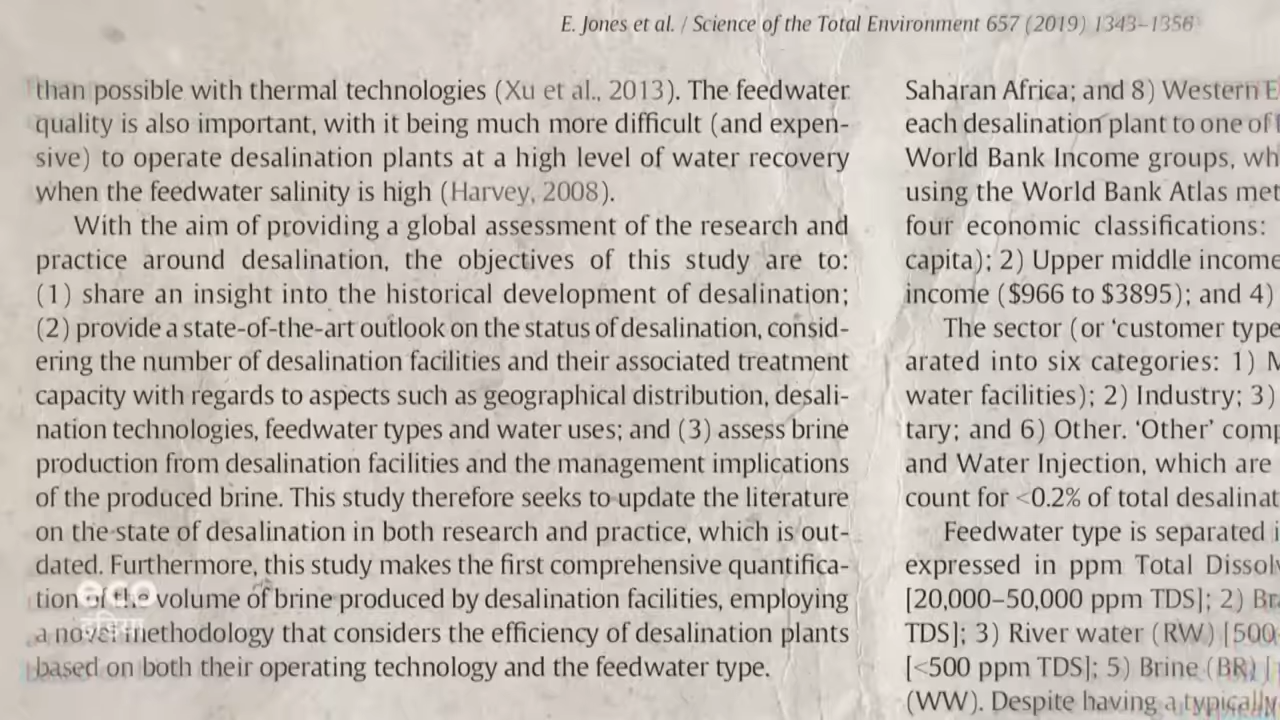 E. Jones et al. / Science of the Total Environment 657 (2019) 1343–1356
than possible with thermal technologies (Xu et al., 2013). The feedwater
quality is also important, with it being much more difficult (and expen-
sive) to operate desalination plants at a high level of water recovery
when the feedwater salinity is high (Harvey, 2008).
With the aim of providing a global assessment of the research and
practice around desalination, the objectives of this study are to:
(1) share an insight into the historical development of desalination;
(2) provide a state-of-the-art outlook on the status of desalination, consid-
ering the number of desalination facilities and their associated treatment
capacity with regards to aspects such as geographical distribution, desali-
nation technologies, feedwater types and water uses; and (3) assess brine
production from desalination facilities and the management implications
of the produced brine. This study therefore seeks to update the literature
on the state of desalination in both research and practice, which is out-
dated. Furthermore, this study makes the first comprehensive quantifica-
tion of the volume of brine produced by desalination facilities, employing
a novel methodology that considers the efficiency of desalination plants
based on both their operating technology and the feedwater type.
Saharan Africa; and 8) Western E
each desalination plant to one of
World Bank Income groups, wh
using the World Bank Atlas met
four economic classifications:
capita); 2) Upper middle income
income ($966 to $3895); and 4)
The sector (or ‘customer type
arated into six categories: 1) M
water facilities); 2) Industry; 3)
tary; and 6) Other. ‘Other’ comp
and Water Injection, which are
count for <0.2% of total desalinat
Feedwater type is separated i
expressed in ppm Total Dissolv
[20,000–50,000 ppm TDS]; 2) Bra
TDS]; 3) River water (RW) [500
[<500 ppm TDS]; 5) Brine (BR) [
(WW). Despite having a typically
eco
इंडिया